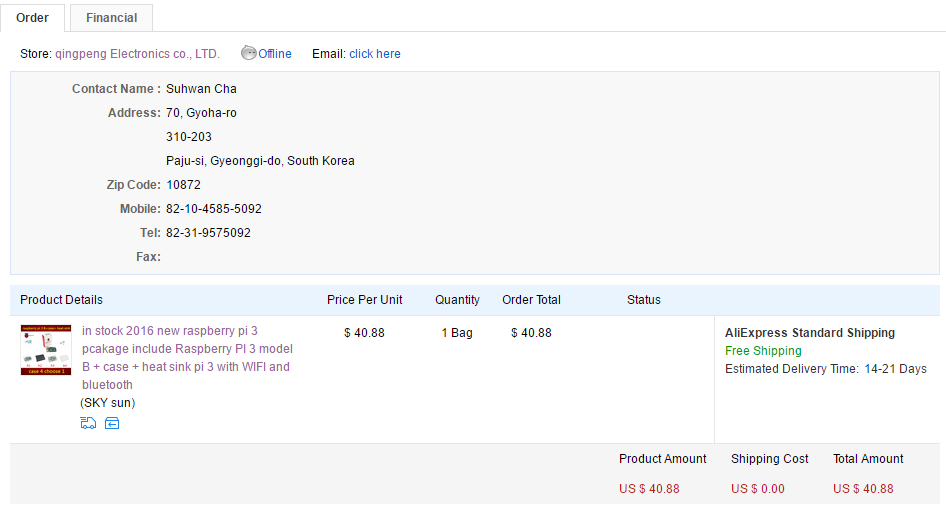 Order Financial
Store: qingpeng Electronics co., LTD. Offline Email: click here
Contact Name : Suhwan Cha
Address: 70, Gyoha-ro
310-203
Paju-si, Gyeonggi-do, South Korea
Zip Code: 10872
Mobile: 82-10-4585-5092
Tel: 82-31-9575092
Fax:
Product Details Price Per Unit Quantity Order Total Status
in stock 2016 new raspberry pi 3
pcakage include Raspberry PI 3 model
B + case + heat sink pi 3 with WIFI and
bluetooth
(SKY sun)
$ 40.88 1 Bag $ 40.88
AliExpress Standard Shipping
Free Shipping
Estimated Delivery Time: 14-21 Days
case 4 choose 1
Product Amount Shipping Cost Total Amount
US $ 40.88 US $ 0.00 US $ 40.88